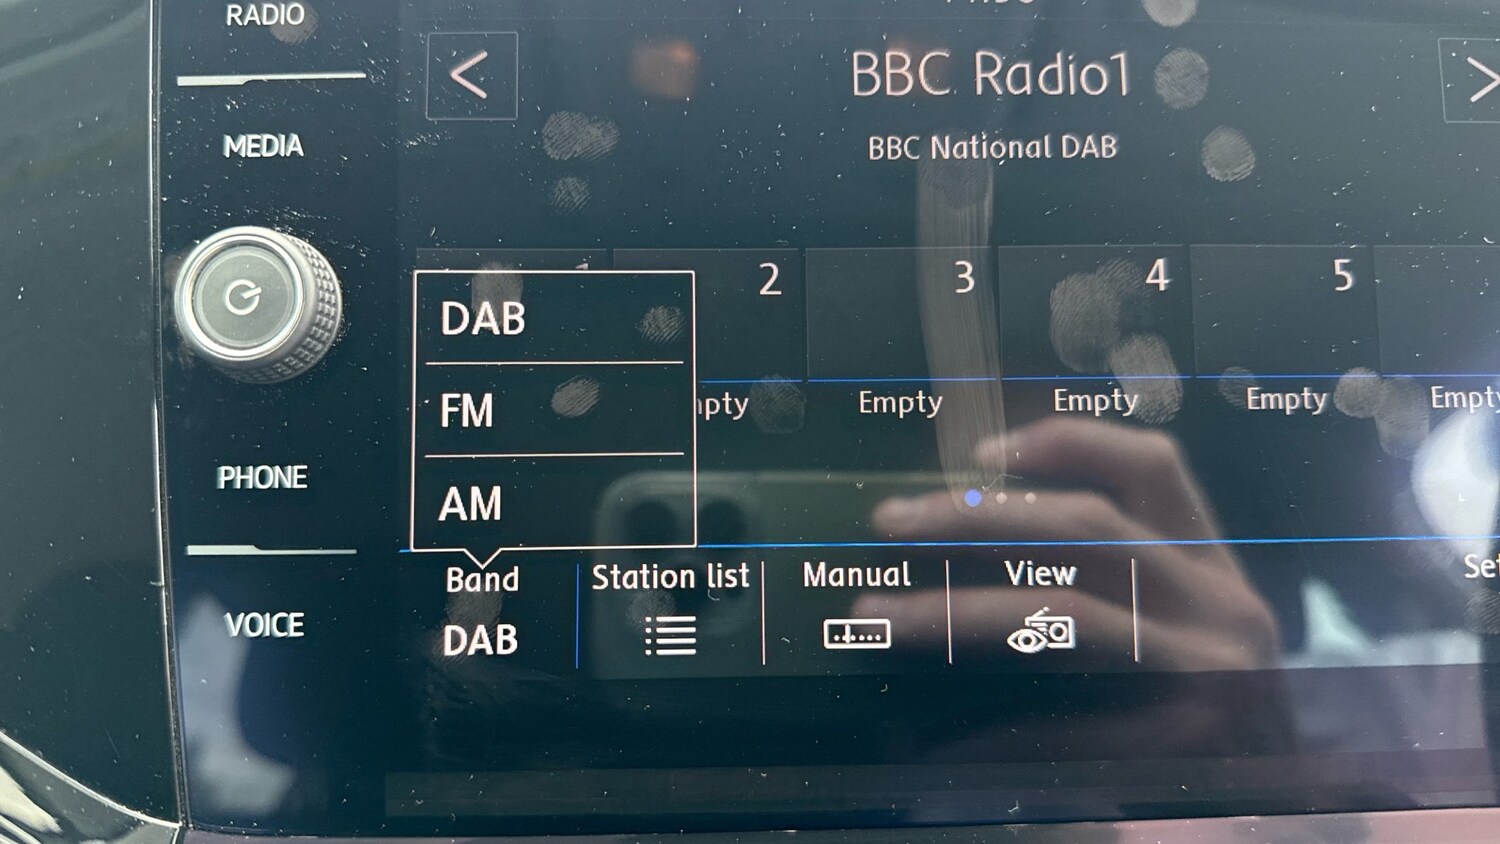 RADIO
BBC Radio1
MEDIA
BBC National DAB
2
3
4
5
DAB
FM
AM
Empty
Empty
Empty
PHONE
Band
Station list
Manual
View
DAB
VOICE